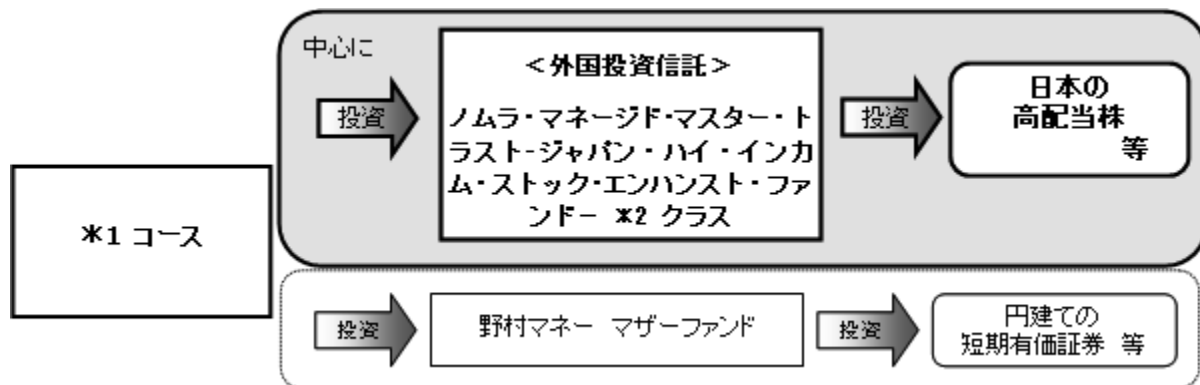 中心に
投資
＜外国投資信託＞
ノムラ・マネージド・マスター・ト
ラスト-ジャパン・ハイ・インカ
ム・ストック・エンハンスト・ファ
ンド－ *2 クラス
投資
日本の
高配当株
等
*1 コース
投資
野村マネー マザーファンド
投資
円建ての
短期有価証券 等